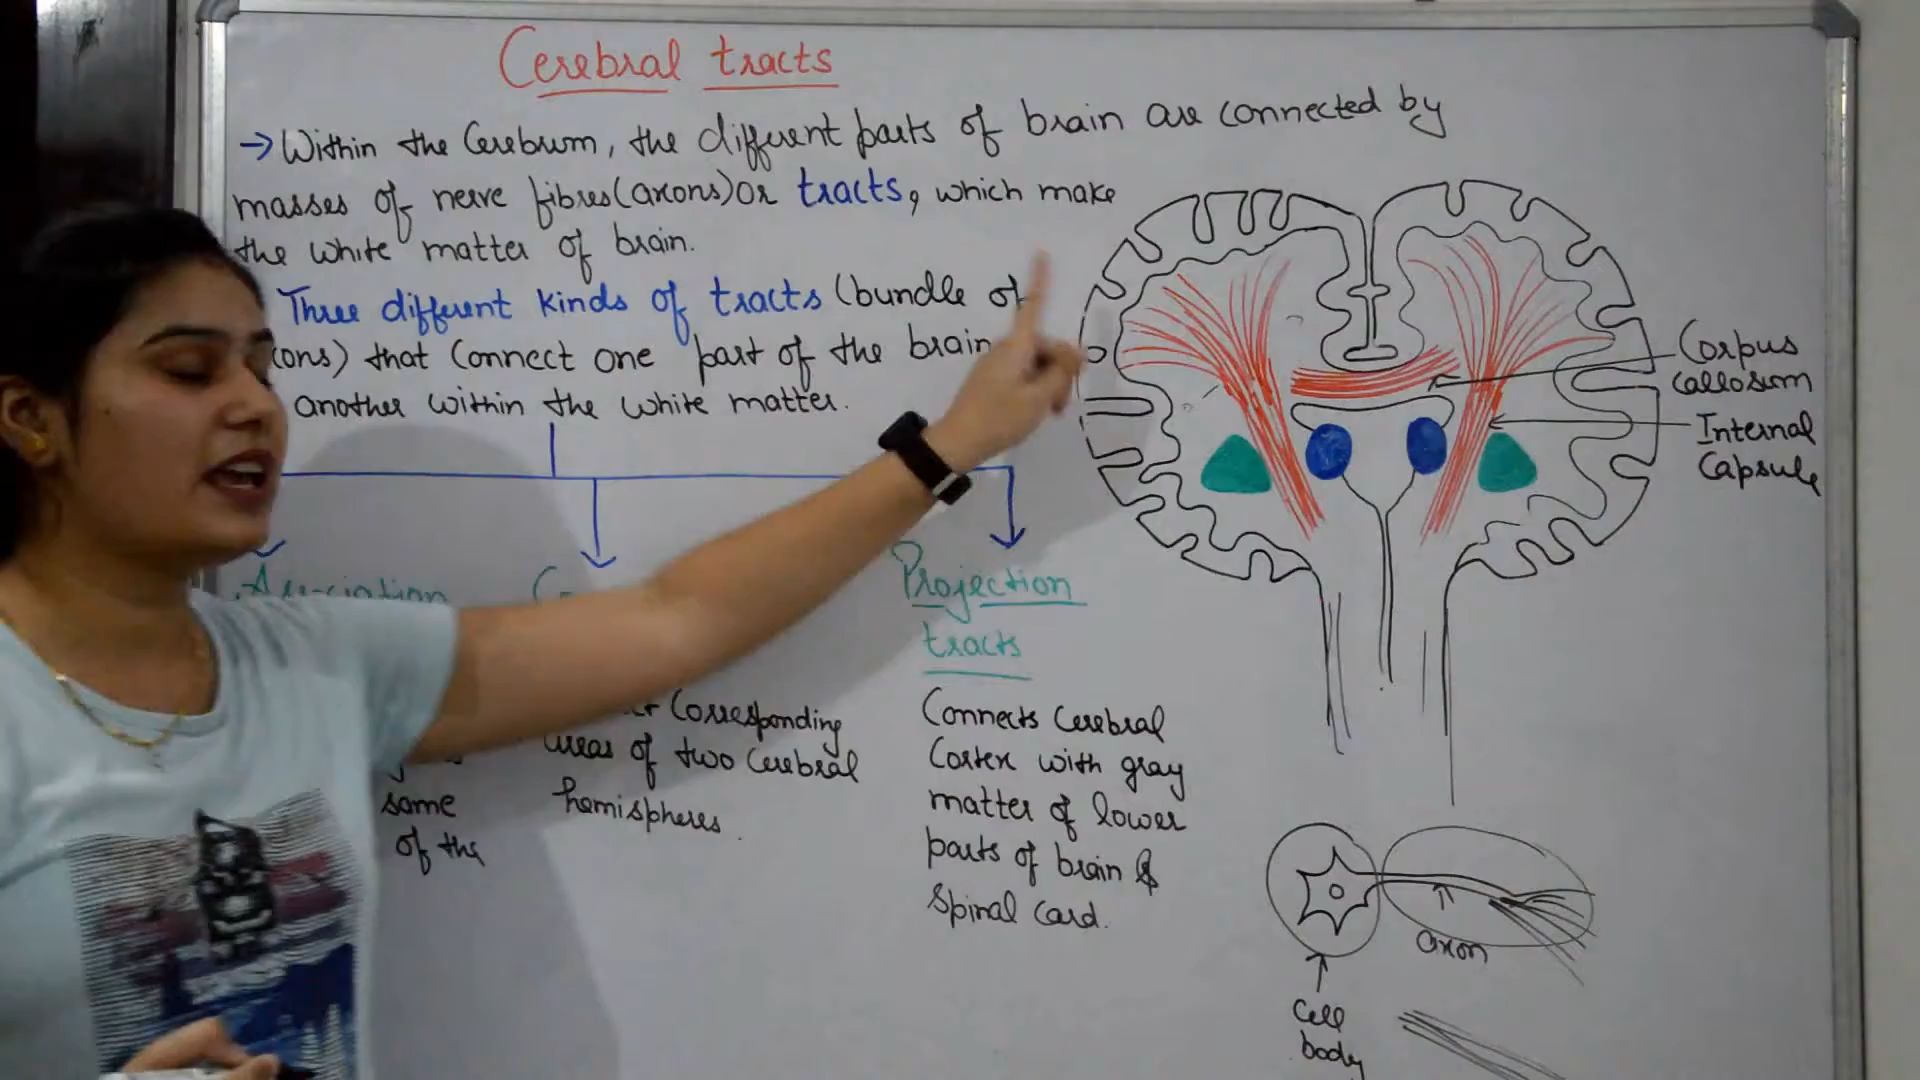 Cerebral tracts
→ Within the Cerebrum, the different parts of brain are connected by
masses of nerve fibres (axons) or tracts, which make
the white matter of brain.
Three different kinds of tracts (bundle of
ons) that connect one part of the brain
another within the white matter.
Corpus
Callosum
Internal
Capsule
Projection
tracts
Connects Cerebral
Cortex with gray
matter of lower
parts of brain &
Spinal Cord.
Corresponding
areas of two Cerebral
hemispheres.
same
of the
axon
Cell
body